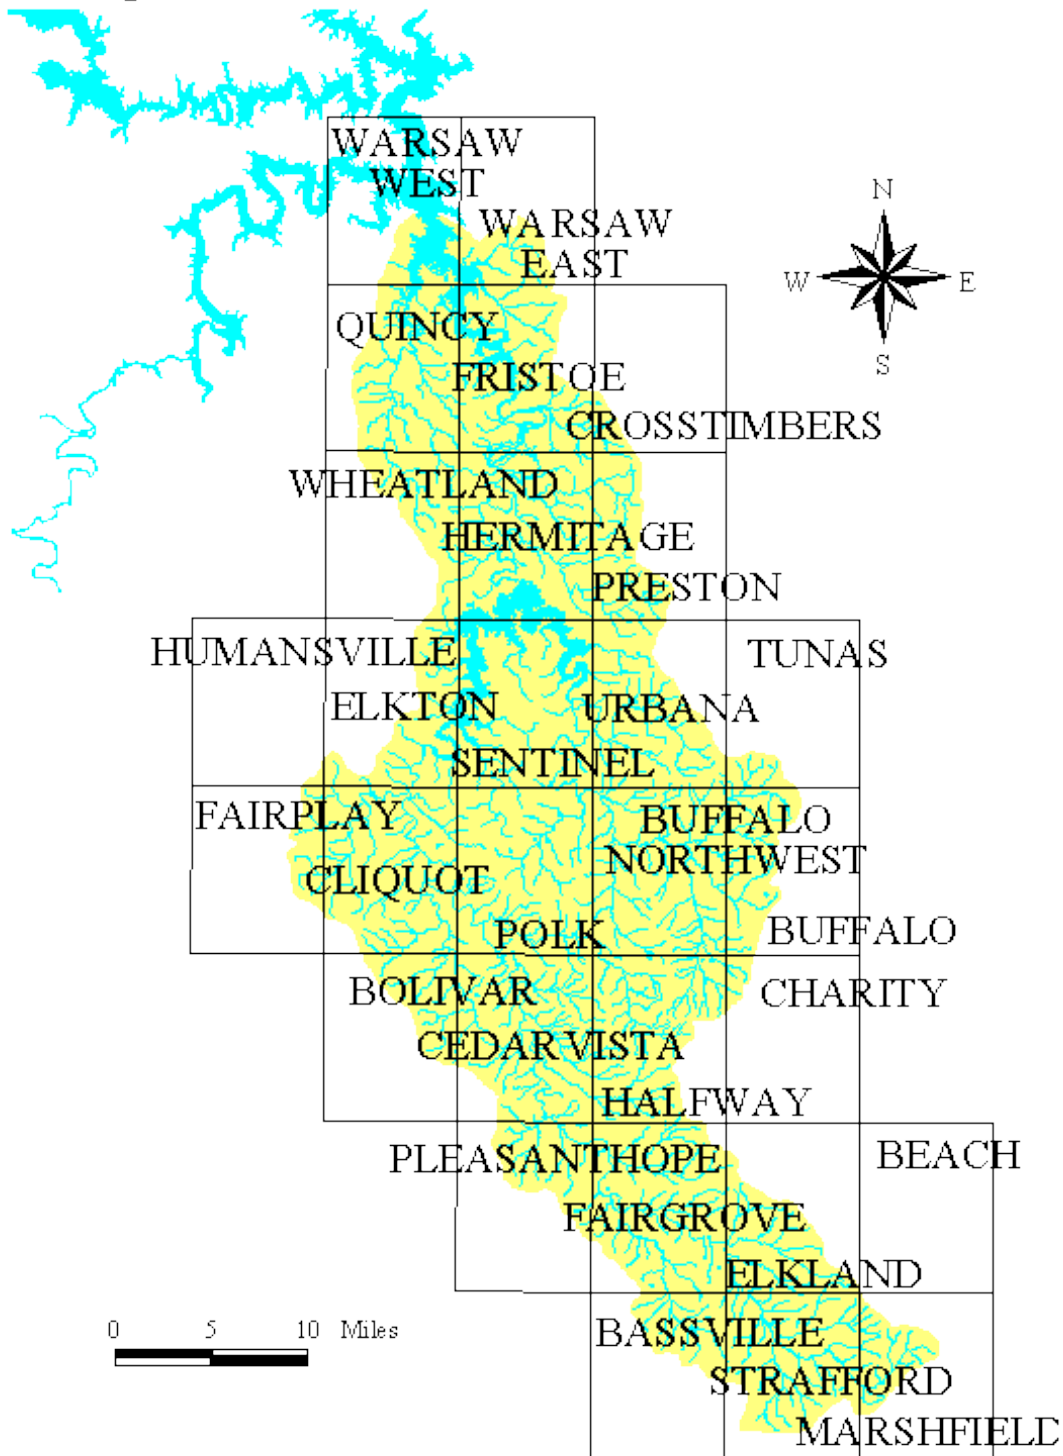 WARSAW
WEST
WARSAW
EAST
N
W
E
S
QUINCY
FRISTOE
CROSSTIMBERS
WHEATLAND
HERMITAGE
PRESTON
HUMANSVILLE
TUNAS
ELKTON
URBANA
SENTINEL
FAIRPLAY
BUFFALO
NORTHWEST
CLIQUOT
POLK
BUFFALO
BOLIVAR
CHARITY
CEDARVISTA
HALFWAY
PLEASANTHOPE
BEACH
FAIRGROVE
ELKLAND
0 5 10 Miles
BASSVILLE
STRAFFORD
MARSHFIELD